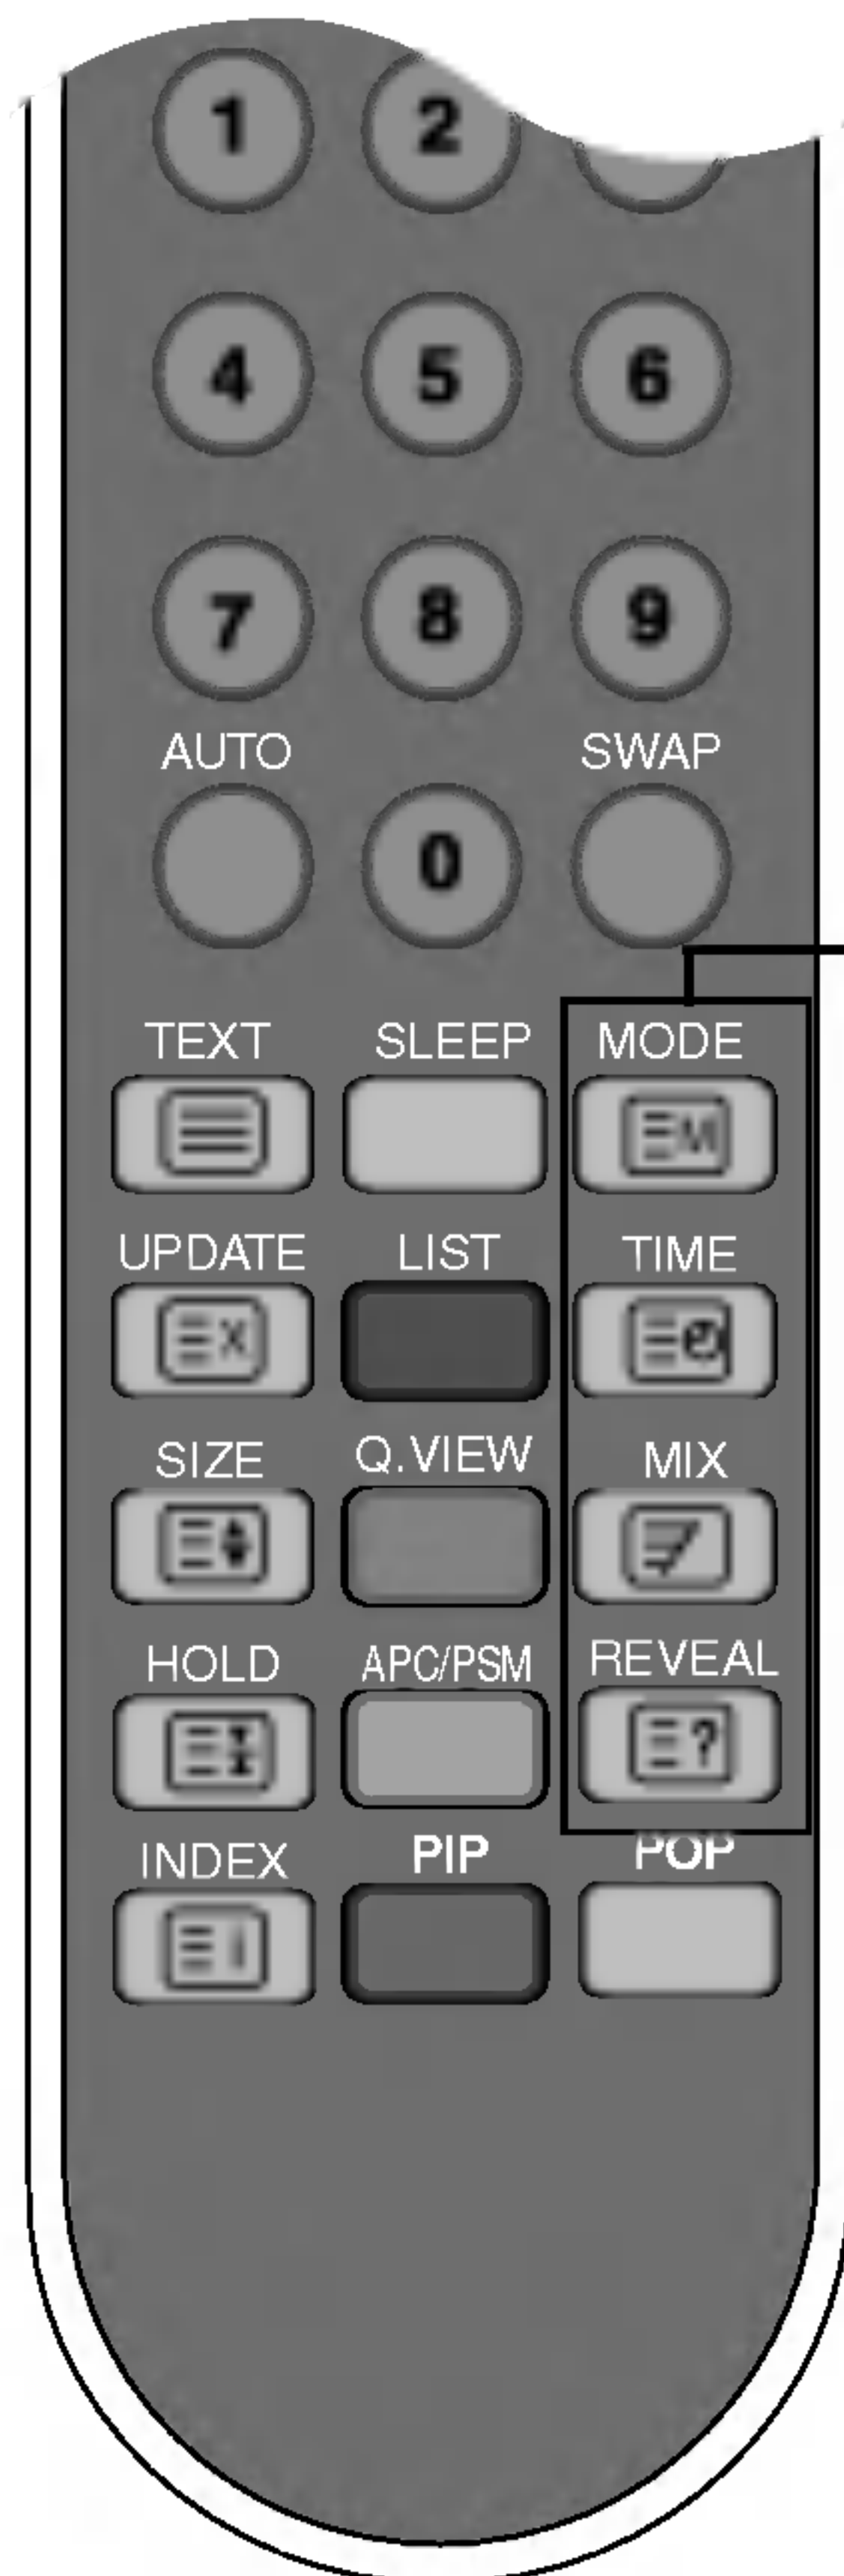 1 2
4 5 6
7 8 9
AUTO SWAP
0
TEXT SLEEP MODE
M
UPDATE LIST TIME
X
SIZE Q.VIEW MIX
HOLD APC/PSM REVEAL
?
INDEX PIP POP
i